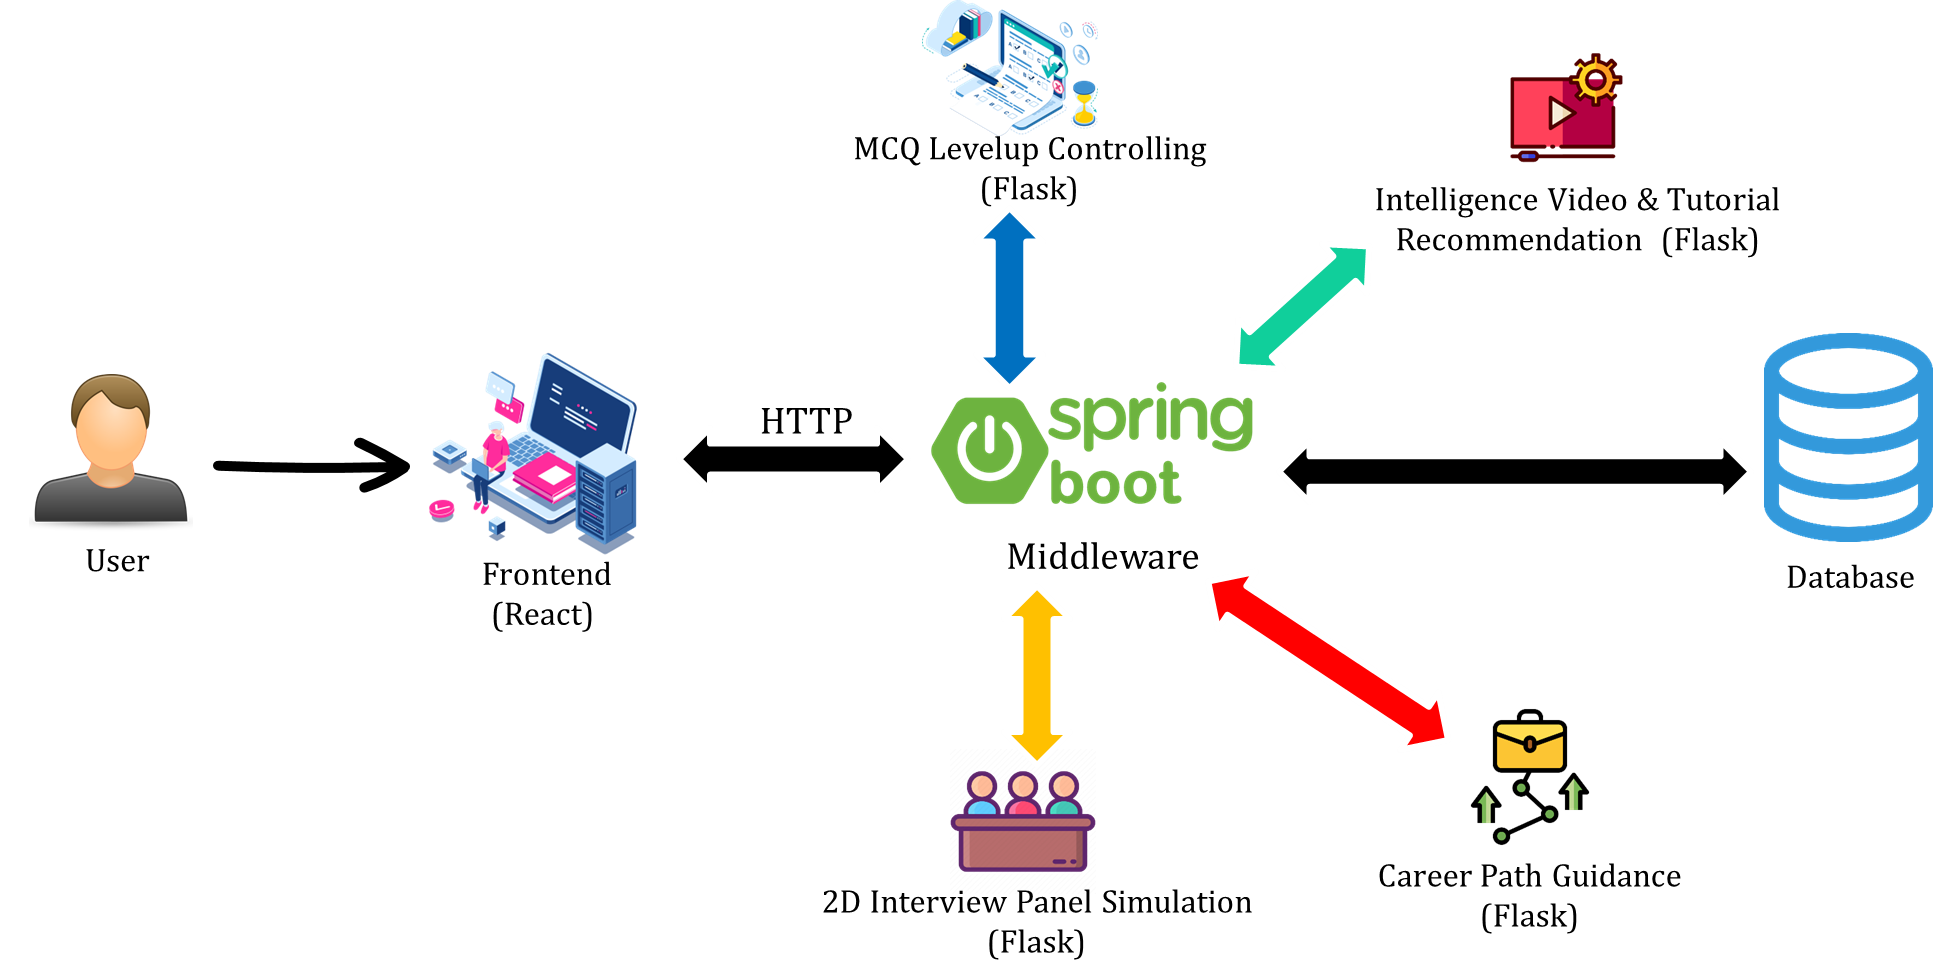 MCQ Levelup Controlling
(Flask)
Intelligence Video & Tutorial
Recommendation (Flask)
HTTP
spring
boot
User
Frontend
(React)
Middleware
Database
2D Interview Panel Simulation
(Flask)
Career Path Guidance
(Flask)